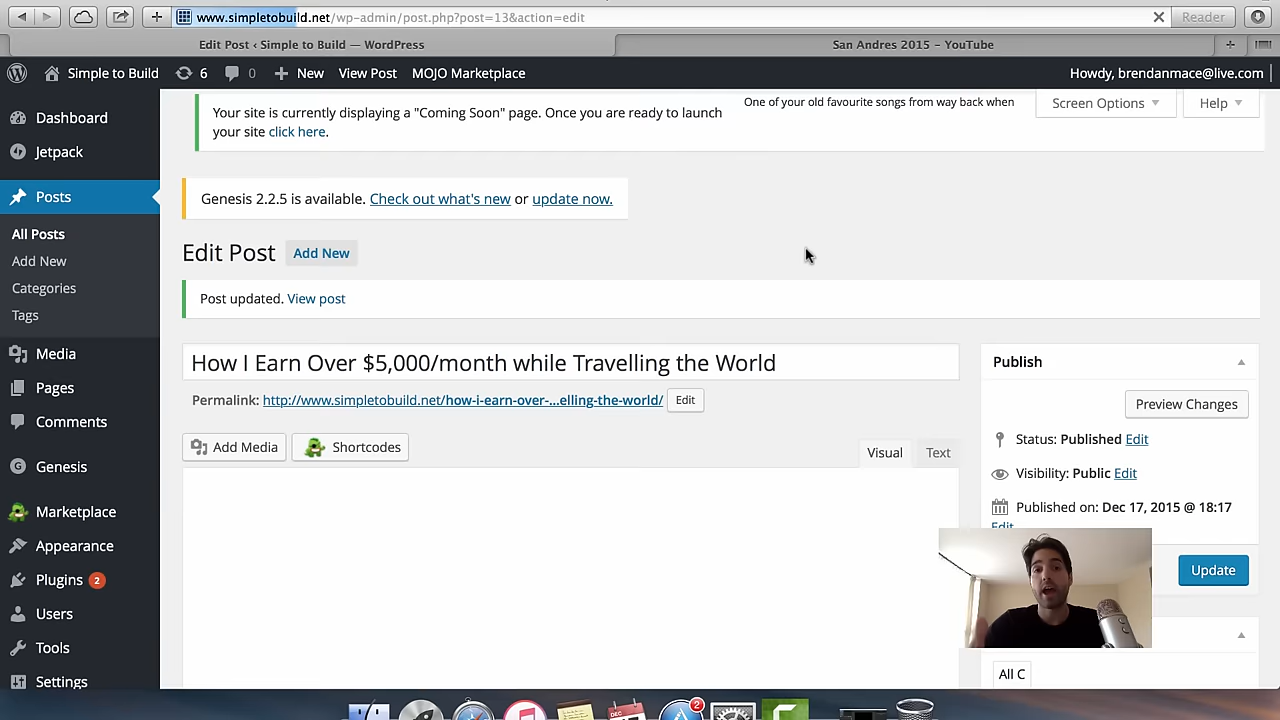 www.simpletobuild.net/wp-admin/post.php?post=13&action=edit
Reader
Edit Post ‹ Simple to Build — WordPress
San Andres 2015 – YouTube
Simple to Build
6
0
New
View Post
MOJO Marketplace
Howdy, brendanmace@live.com
Dashboard
Jetpack
Posts
All Posts
Add New
Categories
Tags
Media
Pages
Comments
Genesis
Marketplace
Appearance
Plugins 2
Users
Tools
Settings
Your site is currently displaying a "Coming Soon" page. Once you are ready to launch
your site click here.
One of your old favourite songs from way back when
Screen Options
Help
Genesis 2.2.5 is available. Check out what's new or update now.
Edit Post
Add New
Post updated. View post
How I Earn Over $5,000/month while Travelling the World
Permalink: http://www.simpletobuild.net/how-i-earn-over-...elling-the-world/
Edit
Add Media
Shortcodes
Visual
Text
Publish
Preview Changes
Status: Published Edit
Visibility: Public Edit
Published on: Dec 17, 2015 @ 18:17
Edit
Update
All C
DEC
2